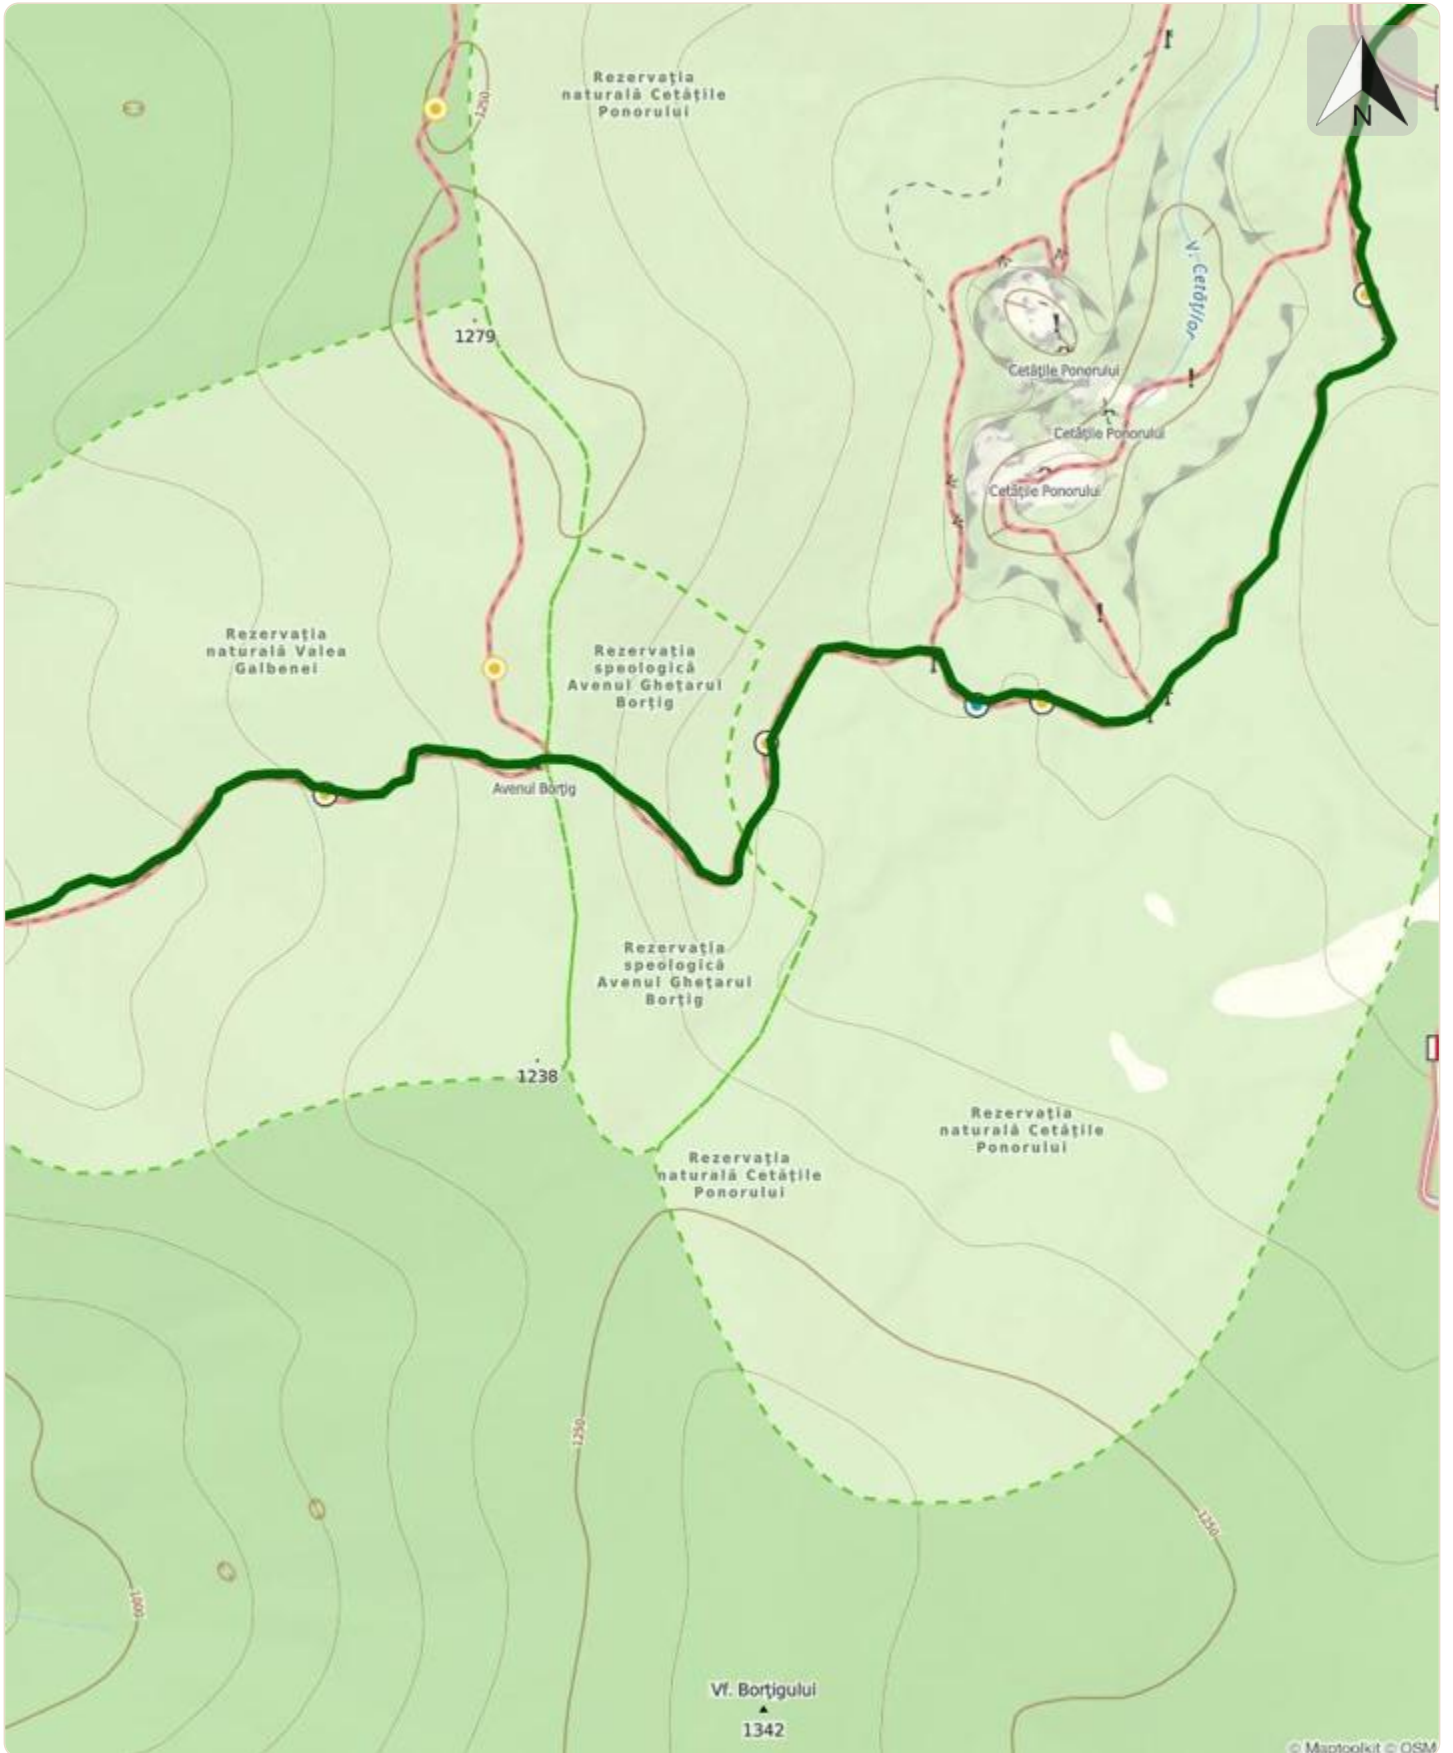 Rezervația
naturală Cetățile
Ponorului
N
1250
V. Cetăților
1279
Cetățile Ponorului
Cetățile Ponorului
Cetățile Ponorului
Rezervația
naturală Valea
Galbenei
Rezervația
speologică
Avenul Ghețarul
Borțig
Avenul Borțig
Rezervația
speologică
Avenul Ghețarul
Borțig
1238
Rezervația
naturală Cetățile
Ponorului
Rezervația
naturală Cetățile
Ponorului
1250
1250
1000
Vf. Borțigului
1342
© Maptoolkit © OSM